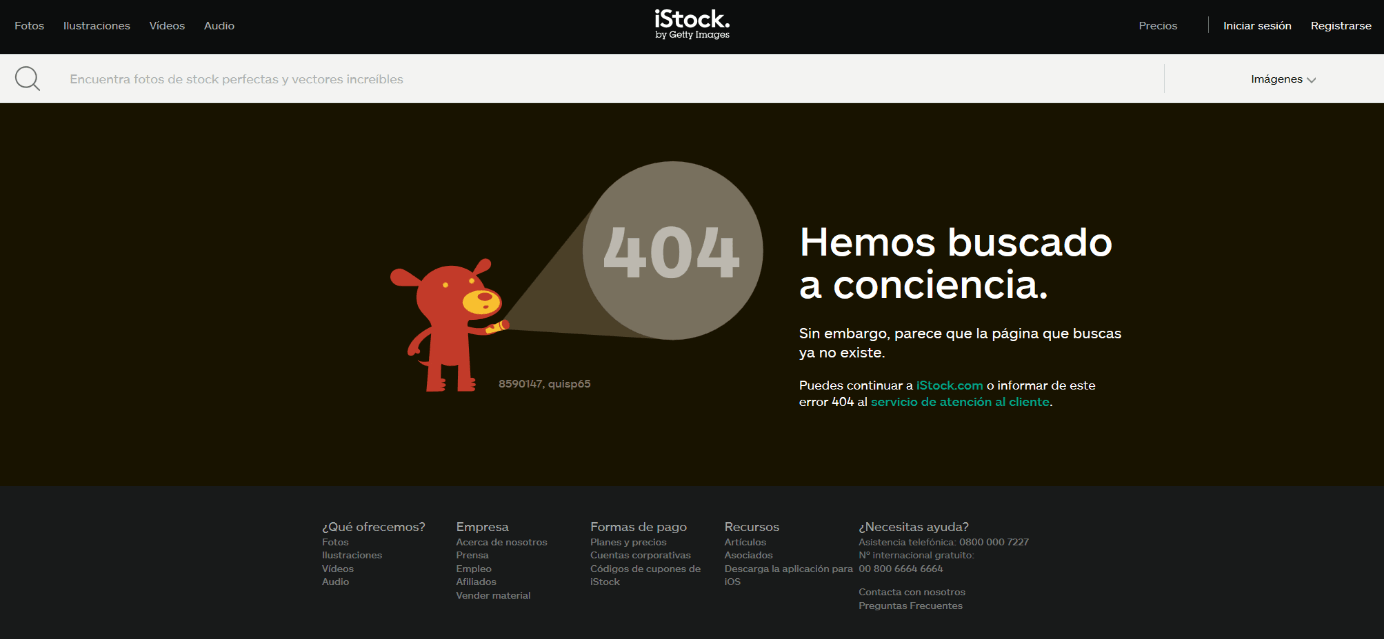 Fotos
Ilustraciones
Vídeos
Audio
iStock.
by Getty Images
Precios
Iniciar sesión
Registrarse
Encuentra fotos de stock perfectas y vectores increíbles
Imágenes
404
8590147, quisp65
Hemos buscado
a conciencia.
Sin embargo, parece que la página que buscas
ya no existe.
Puedes continuar a iStock.com o informar de este
error 404 al servicio de atención al cliente.
¿Qué ofrecemos?
Fotos
Ilustraciones
Vídeos
Audio
Empresa
Acerca de nosotros
Prensa
Empleo
Afiliados
Vender material
Formas de pago
Planes y precios
Cuentas corporativas
Códigos de cupones de
iStock
Recursos
Artículos
Asociados
Descarga la aplicación para
iOS
¿Necesitas ayuda?
Asistencia telefónica: 0800 000 7227
Nº internacional gratuito:
00 800 6664 6664
Contacta con nosotros
Preguntas Frecuentes